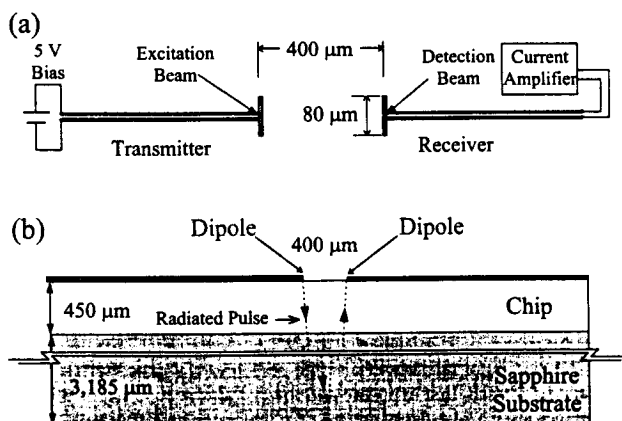 (a)
5 V
Bias
Excitation
Beam
400 μm
80 μm
Detection
Beam
Current
Amplifier
Transmitter
Receiver
(b)
Dipole
400 μm
Dipole
450 μm
Radiated Pulse
Chip
3,185 μm
Sapphire
Substrate